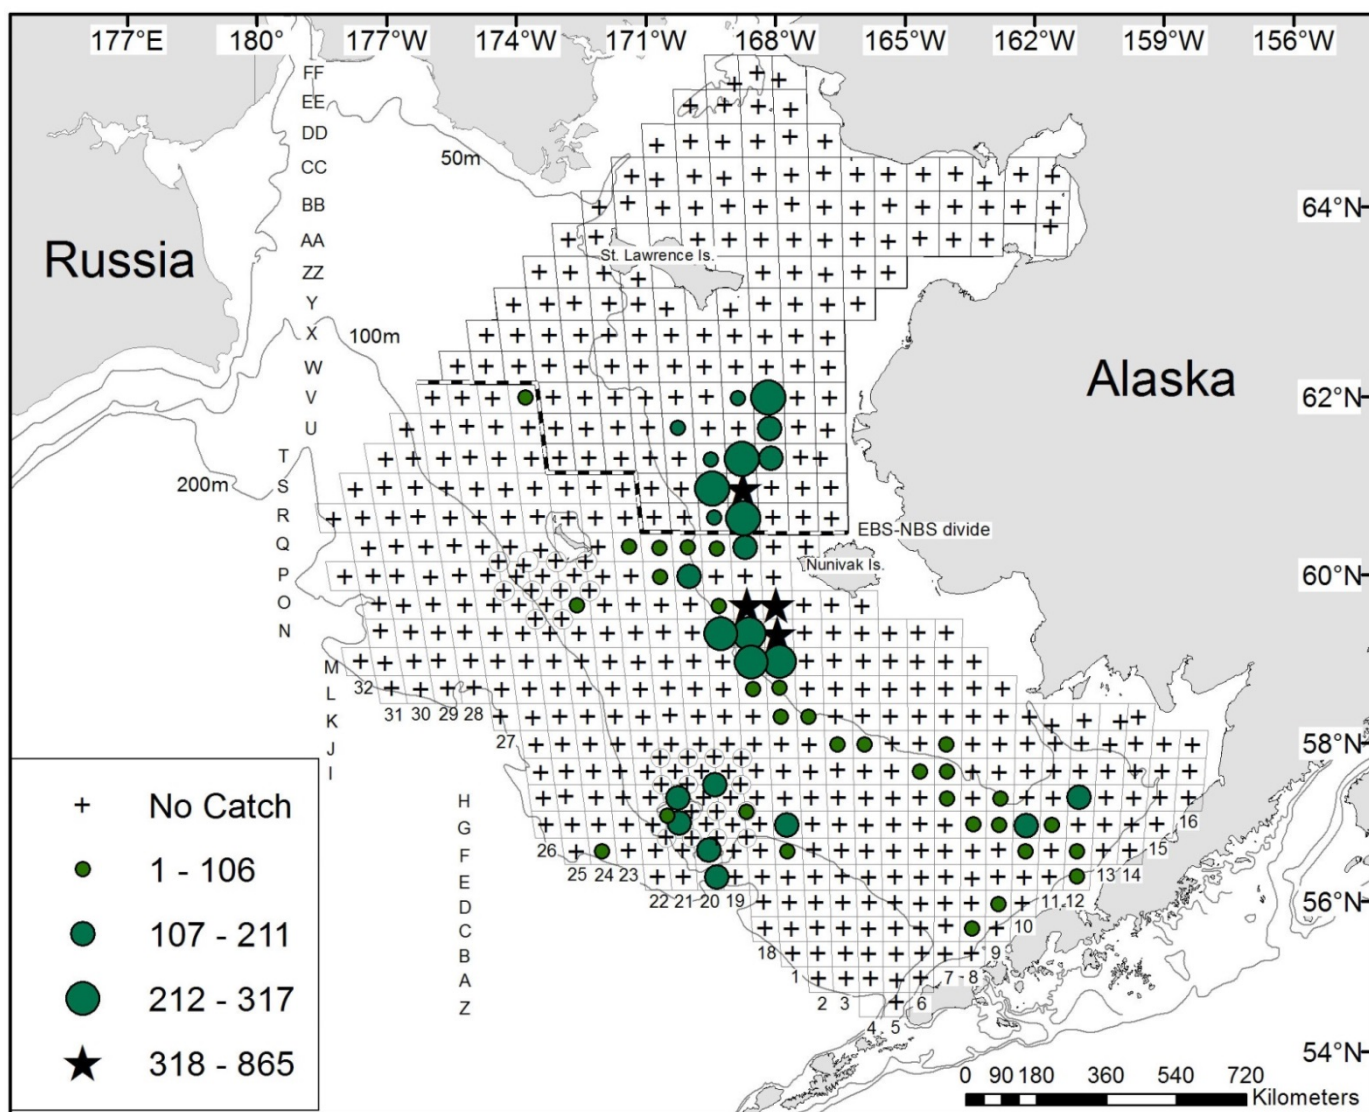 177°E 180° 177°W 174°W 171°W 168°W 165°W 162°W 159°W 156°W
FF
EE
DD
50m
CC
BB
64°N
AA
Russia
St. Lawrence Is.
ZZ
Y
X
100m
W
Alaska
V
62°N
U
T
S
200m
R
EBS-NBS divide
Q
Nunivak Is.
P
60°N
O
N
M
32
L
31 30 29 28
K
27
J
58°N
I
H
G
16
F
26
15
E
25 24 23
13 14
D
22 21 20 19
11 12
56°N
C
10
B
18
9
A
1
7 8
Z
2 3
6
4 5
54°N
No Catch
1 - 106
107 - 211
212 - 317
318 - 865
0 90 180 360 540 720
Kilometers